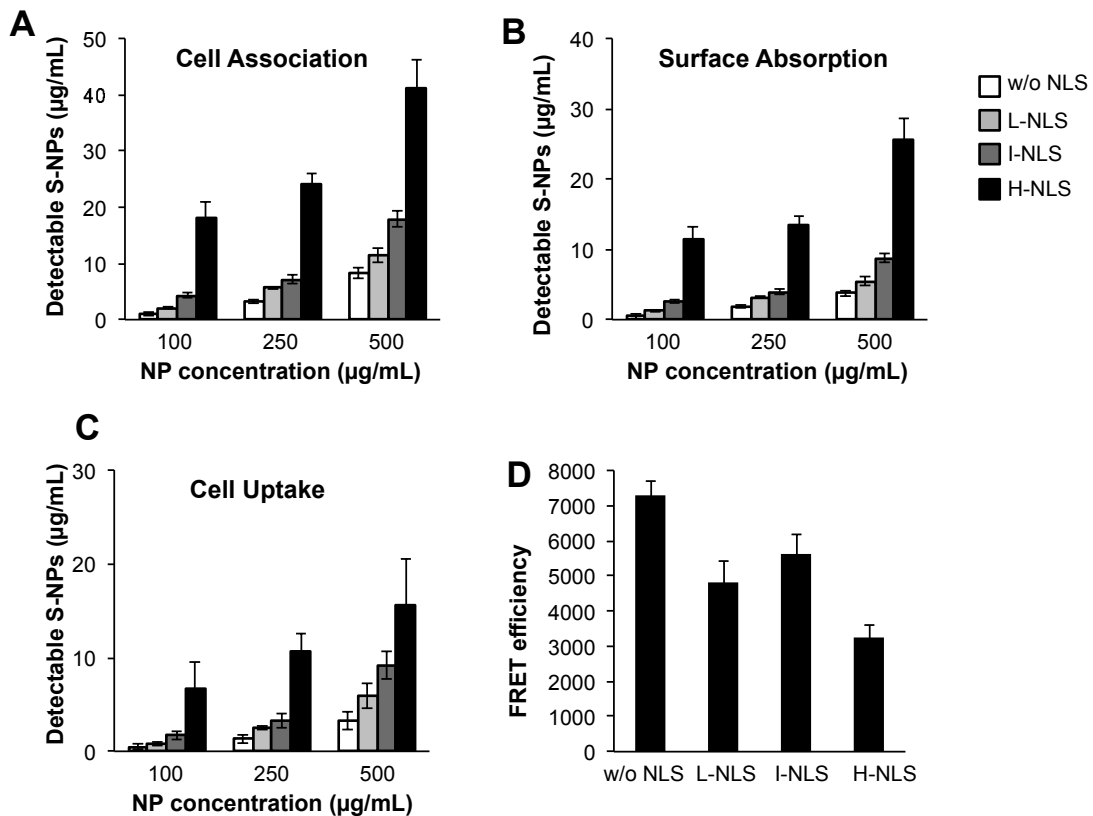 A
Cell Association
Detectable S-NPs (µg/mL)
50
40
30
20
10
0
100 250 500
NP concentration (µg/mL)
B
Surface Absorption
Detectable S-NPs (µg/mL)
40
30
20
10
0
100 250 500
NP concentration (µg/mL)
w/o NLS
L-NLS
I-NLS
H-NLS
C
Cell Uptake
Detectable S-NPs (µg/mL)
30
20
10
0
100 250 500
NP concentration (µg/mL)
D
FRET efficiency
8000
7000
6000
5000
4000
3000
2000
1000
0
w/o NLS L-NLS I-NLS H-NLS